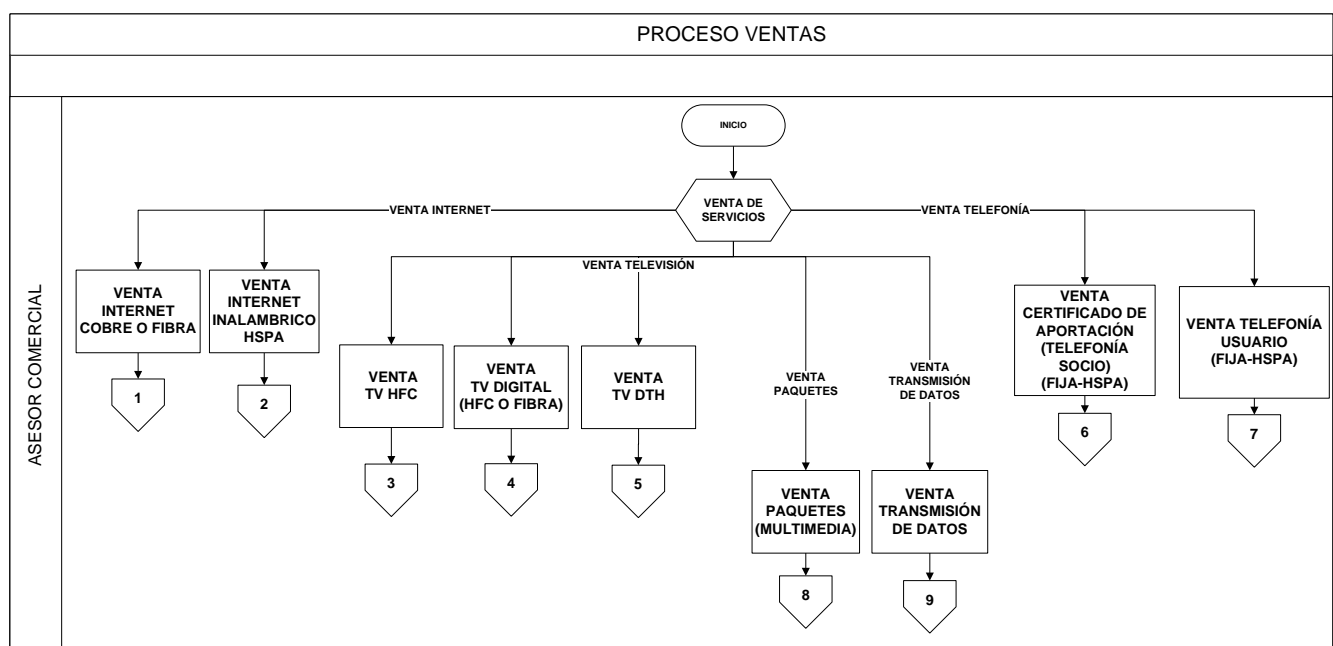 PROCESO VENTAS
ASESOR COMERCIAL
INICIO
VENTA DE
SERVICIOS
VENTA INTERNET
VENTA TELEFONÍA
VENTA TELEVISIÓN
VENTA
INTERNET
COBRE O FIBRA
1
VENTA
INTERNET
INALAMBRICO
HSPA
2
VENTA
TV HFC
3
VENTA
TV DIGITAL
(HFC O FIBRA)
4
VENTA
TV DTH
5
VENTA
PAQUETES
VENTA
PAQUETES
(MULTIMEDIA)
8
VENTA
TRANSMISIÓN
DE DATOS
VENTA
TRANSMISIÓN
DE DATOS
9
VENTA
CERTIFICADO DE
APORTACIÓN
(TELEFONÍA
SOCIO)
(FIJA-HSPA)
6
VENTA TELEFONÍA
USUARIO
(FIJA-HSPA)
7